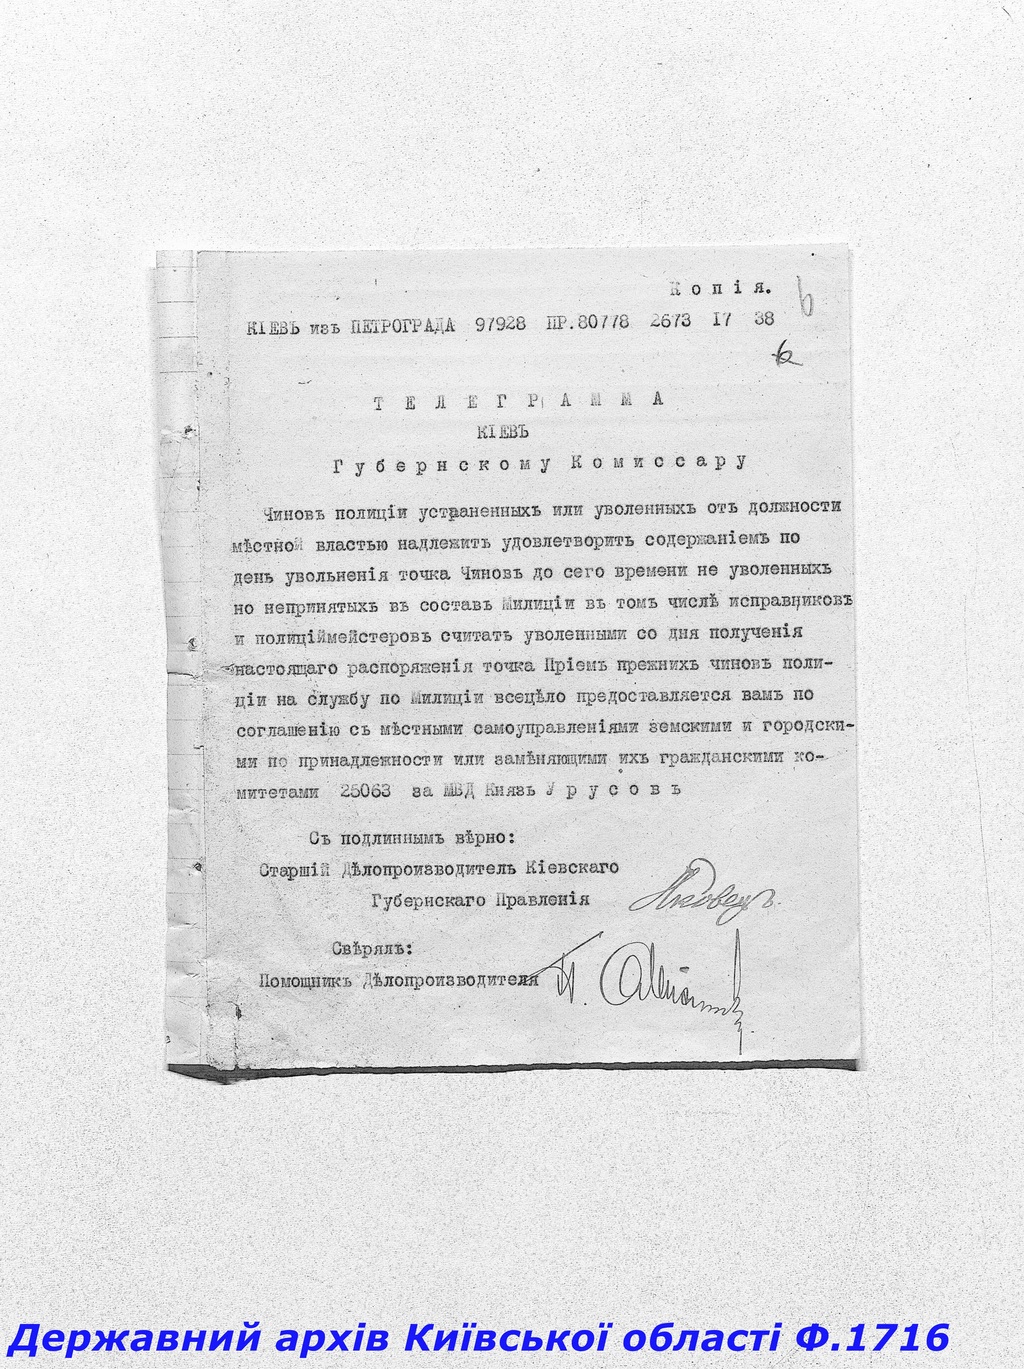 Копія.
6
КІЕВЪ изъ ПЕТРОГРАДА 97928 ПР.80778 2673 17 38
6
ТЕЛЕГРАММА
КІЕВЪ
Губернскому Комиссару
Чиновъ полиціи устраненныхъ или уволенныхъ отъ должности
мѣстной властью надлежитъ удовлетворить содержаніемъ по
день увольненія точка Чиновъ до сего времени не уволенныхъ
но непринятыхъ въ составъ Милиціи въ томъ числѣ исправниковъ
и полиціймейстеровъ считать уволенными со дня полученія
настоящаго распоряженія точка Пріемъ прежнихъ чиновъ поли-
ціи на службу по Милиціи всецѣло предоставляется вамъ по
соглашенію съ мѣстными самоуправленіями земскими и городски-
ми по принадлежности или замѣняющими ихъ гражданскими ко-
митетами 25063 за МВД Князь Урусовъ
Съ подлиннымъ вѣрно:
Старшій Дѣлопроизводитель Кіевскаго
Губернскаго Правленія
Свѣрялъ:
Помощникъ Дѣлопроизводителя
Державний архів Київської області Ф.1716